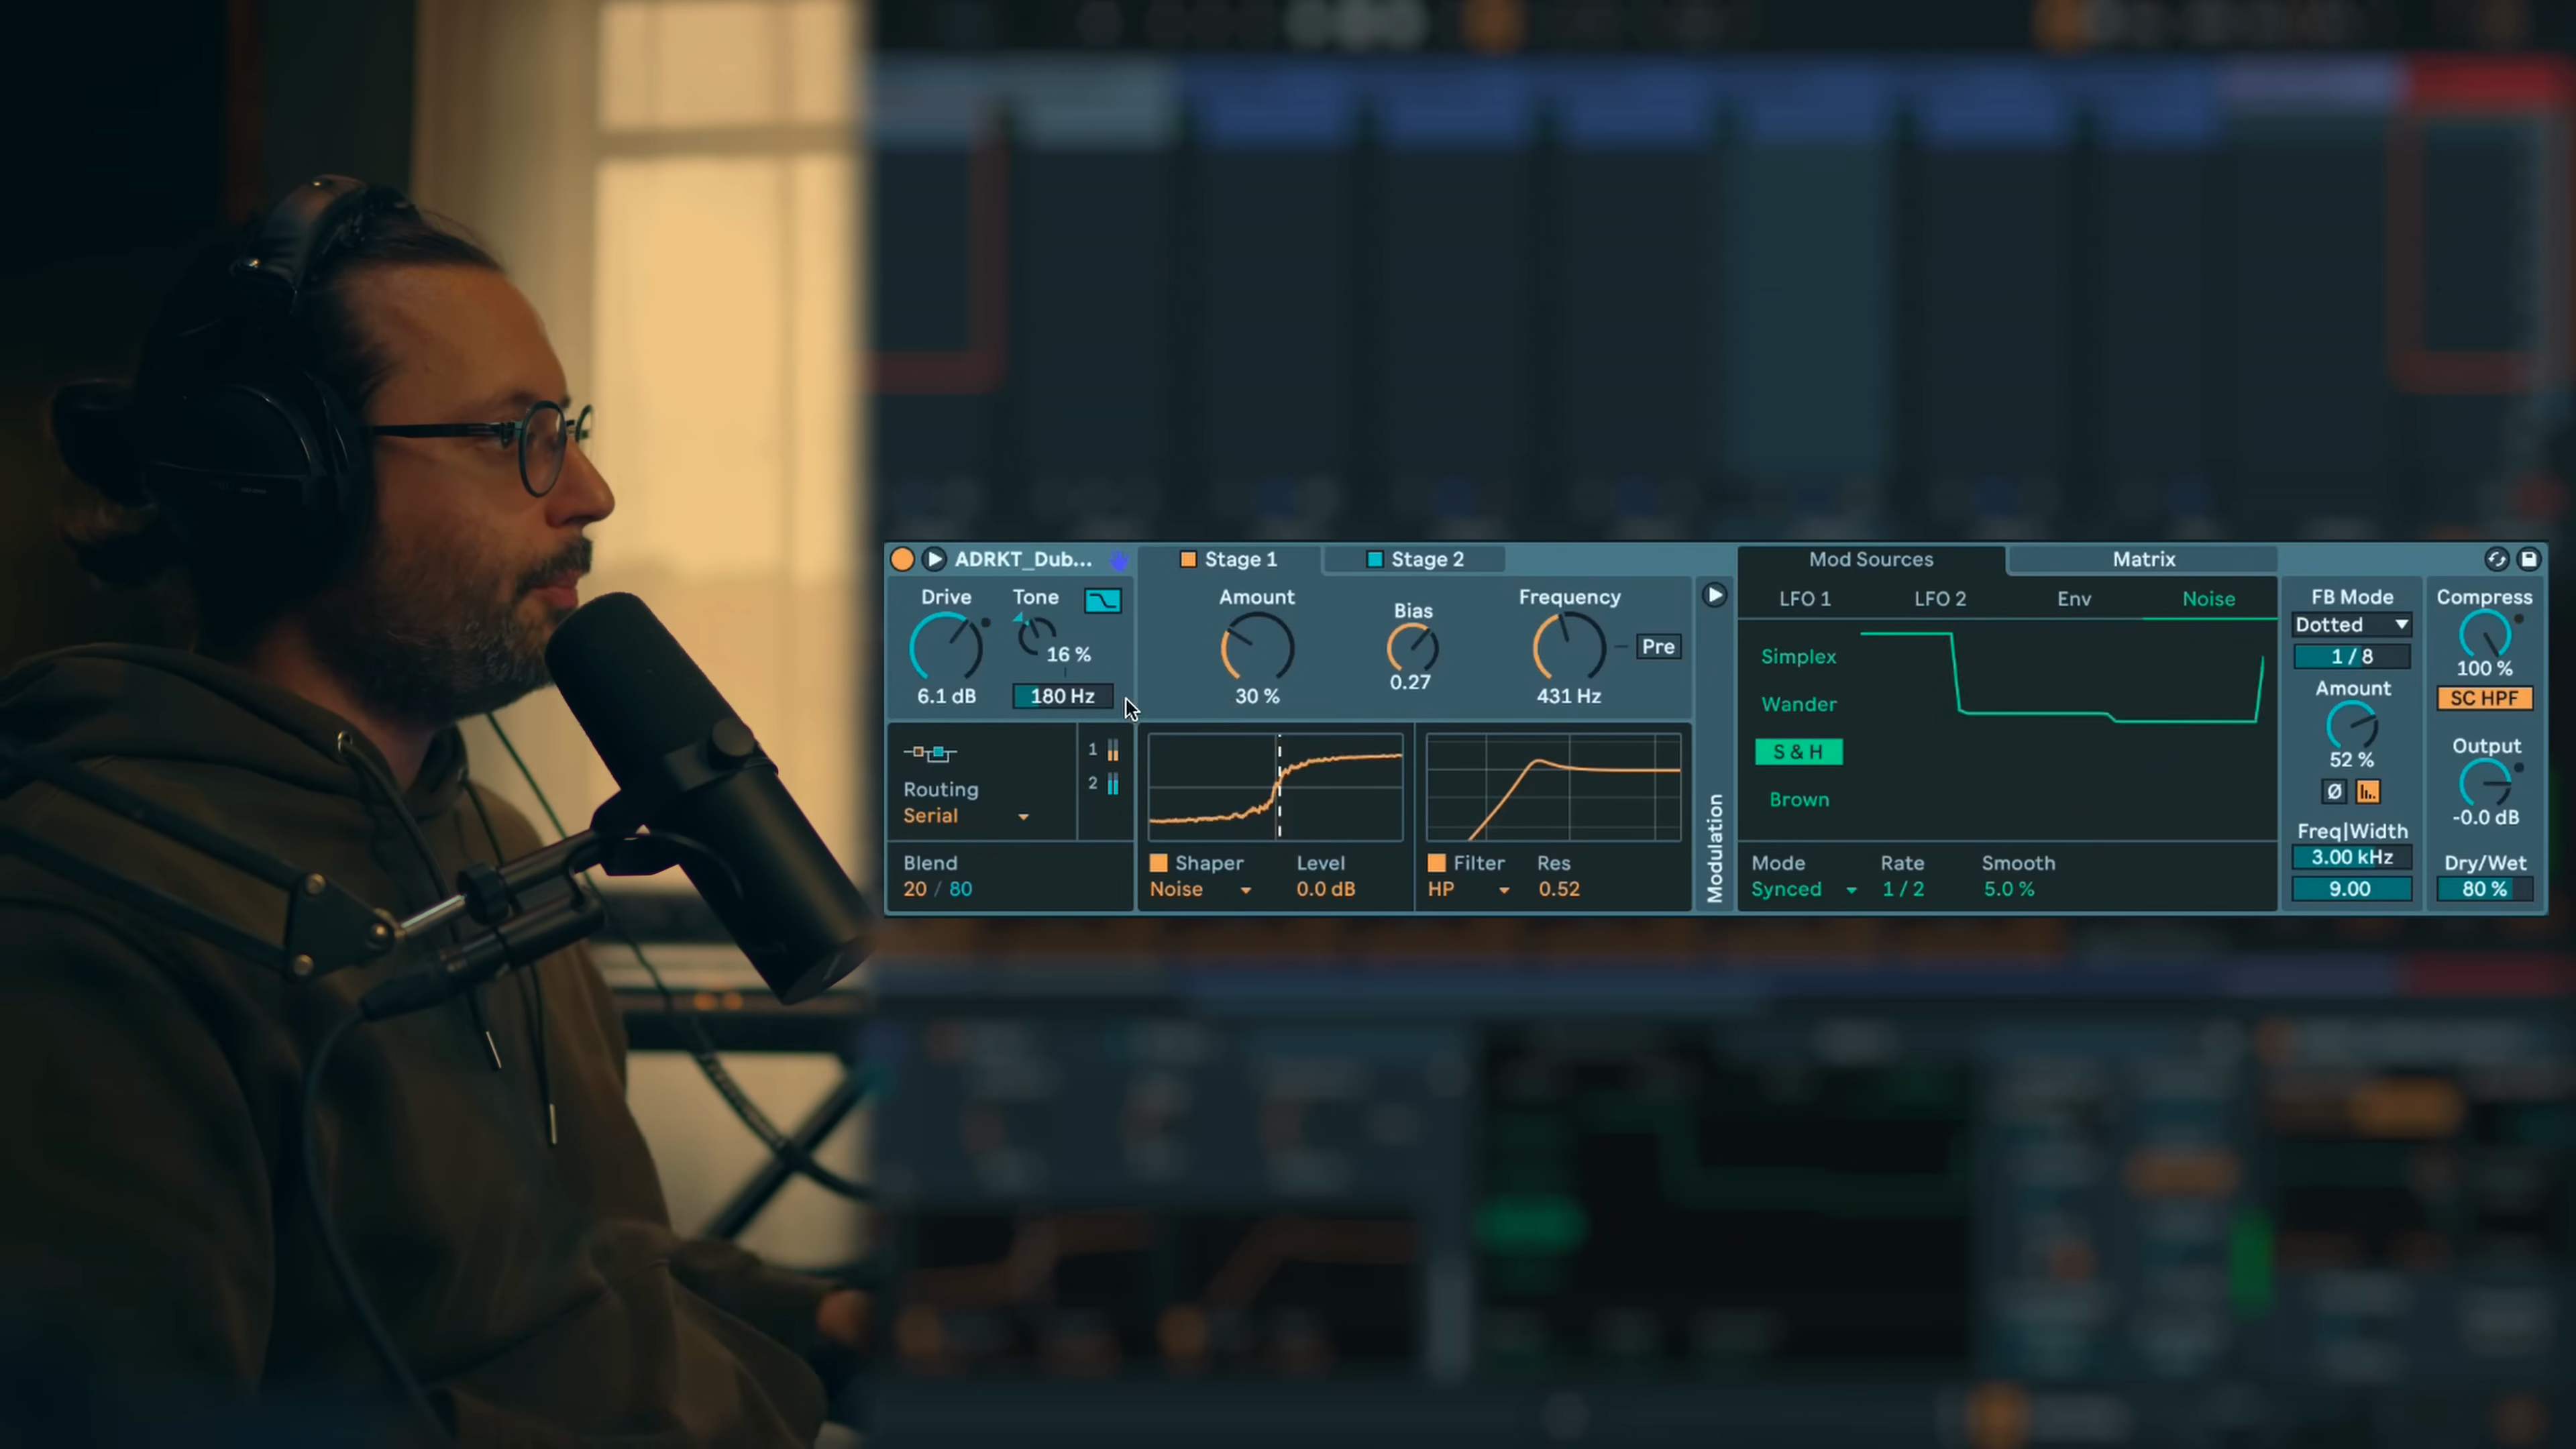 ADRKT_Dub...
Stage 1
Stage 2
Mod Sources
Matrix
Drive
Tone
16 %
6.1 dB
180 Hz
Amount
30 %
Bias
0.27
Frequency
431 Hz
Pre
Routing
Serial
1
2
Blend
20 / 80
Shaper
Noise
Level
0.0 dB
Filter
HP
Res
0.52
Modulation
LFO 1
LFO 2
Env
Noise
Simplex
Wander
S & H
Brown
Mode
Synced
Rate
1 / 2
Smooth
5.0 %
FB Mode
Dotted
1 / 8
Amount
52 %
Ø
Freq|Width
3.00 kHz
9.00
Compress
100 %
SC HPF
Output
-0.0 dB
Dry/Wet
80 %